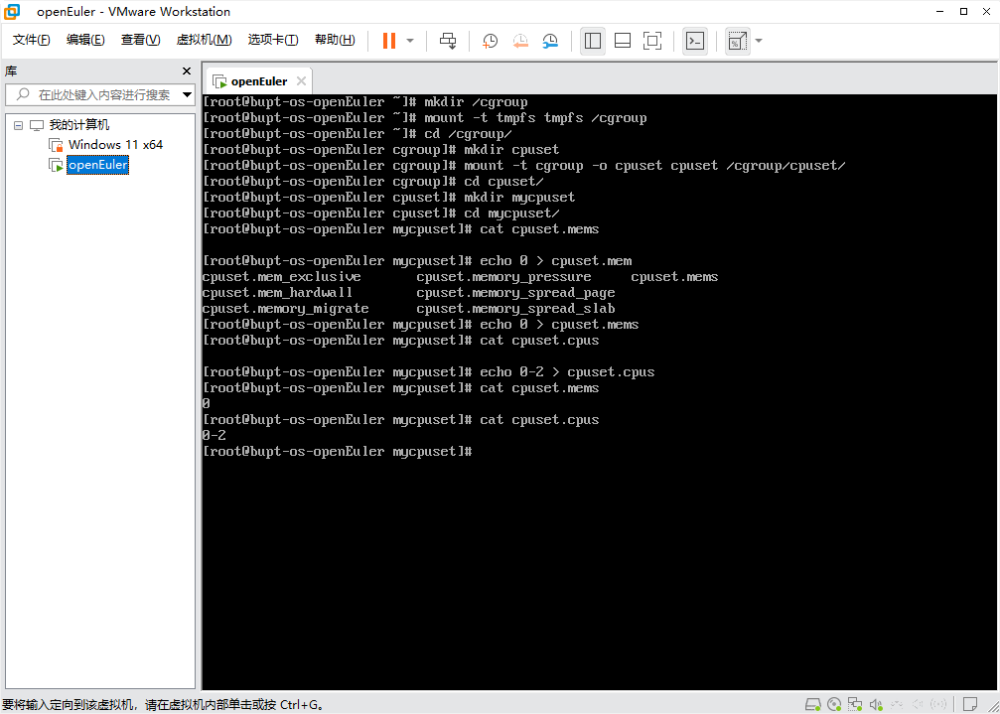 openEuler - VMware Workstation
文件(F) 编辑(E) 查看(V) 虚拟机(M) 选项卡(T) 帮助(H)
库
在此处键入内容进行搜索
我的计算机
Windows 11 x64
openEuler
openEuler
[root@bupt-os-openEuler ~]# mkdir /cgroup
[root@bupt-os-openEuler ~]# mount -t tmpfs tmpfs /cgroup
[root@bupt-os-openEuler ~]# cd /cgroup/
[root@bupt-os-openEuler cgroup]# mkdir cpuset
[root@bupt-os-openEuler cgroup]# mount -t cgroup -o cpuset cpuset /cgroup/cpuset/
[root@bupt-os-openEuler cgroup]# cd cpuset/
[root@bupt-os-openEuler cpuset]# mkdir mycpuset
[root@bupt-os-openEuler cpuset]# cd mycpuset/
[root@bupt-os-openEuler mycpuset]# cat cpuset.mems
[root@bupt-os-openEuler mycpuset]# echo 0 > cpuset.mem
cpuset.mem_exclusive cpuset.memory_pressure cpuset.mems
cpuset.mem_hardwall cpuset.memory_spread_page
cpuset.memory_migrate cpuset.memory_spread_slab
[root@bupt-os-openEuler mycpuset]# echo 0 > cpuset.mems
[root@bupt-os-openEuler mycpuset]# cat cpuset.cpus
[root@bupt-os-openEuler mycpuset]# echo 0-2 > cpuset.cpus
[root@bupt-os-openEuler mycpuset]# cat cpuset.mems
0
[root@bupt-os-openEuler mycpuset]# cat cpuset.cpus
0-2
[root@bupt-os-openEuler mycpuset]#
要将输入定向到该虚拟机，请在虚拟机内部单击或按 Ctrl+G。